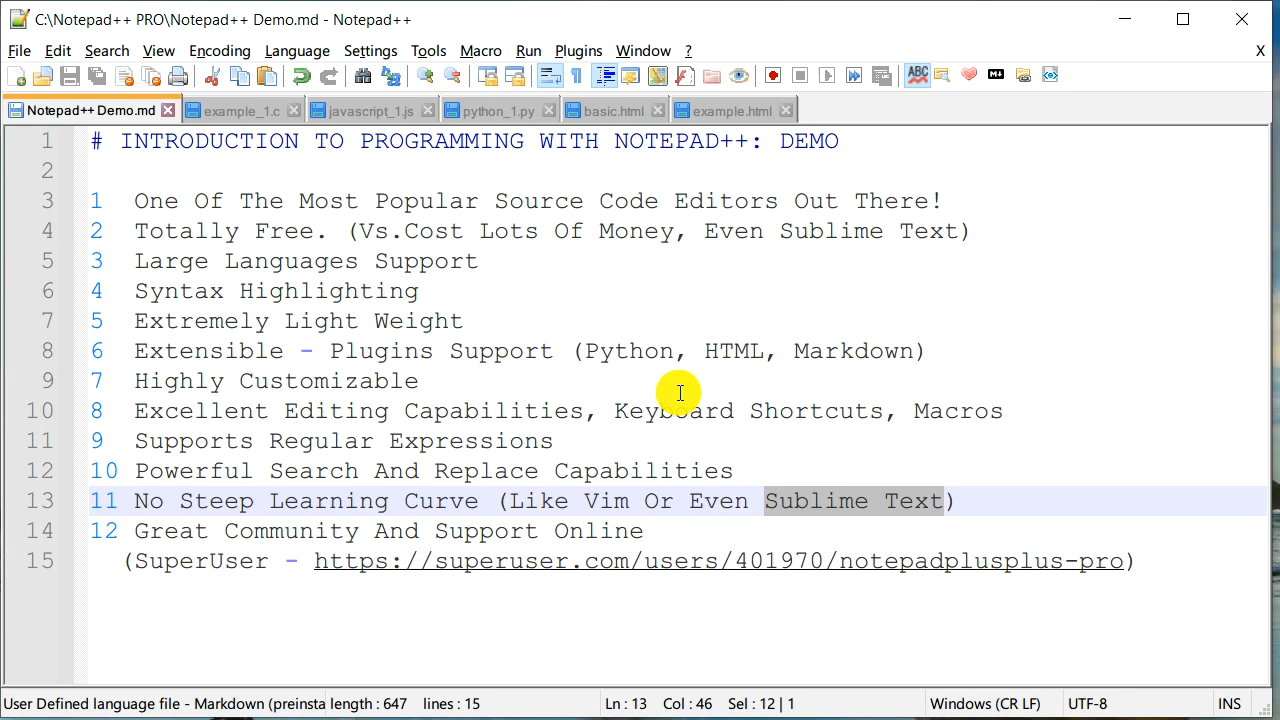 C:\Notepad++ PRO\Notepad++ Demo.md - Notepad++
File Edit Search View Encoding Language Settings Tools Macro Run Plugins Window ? X
ABC
Notepad++ Demo.md example_1.c javascript_1.js python_1.py basic.html example.html
1 # INTRODUCTION TO PROGRAMMING WITH NOTEPAD++: DEMO
2
3 1 One Of The Most Popular Source Code Editors Out There!
4 2 Totally Free. (Vs.Cost Lots Of Money, Even Sublime Text)
5 3 Large Languages Support
6 4 Syntax Highlighting
7 5 Extremely Light Weight
8 6 Extensible - Plugins Support (Python, HTML, Markdown)
9 7 Highly Customizable
10 8 Excellent Editing Capabilities, Keyboard Shortcuts, Macros
11 9 Supports Regular Expressions
12 10 Powerful Search And Replace Capabilities
13 11 No Steep Learning Curve (Like Vim Or Even Sublime Text)
14 12 Great Community And Support Online
15 (SuperUser - https://superuser.com/users/401970/notepadplusplus-pro)
User Defined language file - Markdown (preinsta length : 647 lines : 15 Ln : 13 Col : 46 Sel : 12 | 1 Windows (CR LF) UTF-8 INS